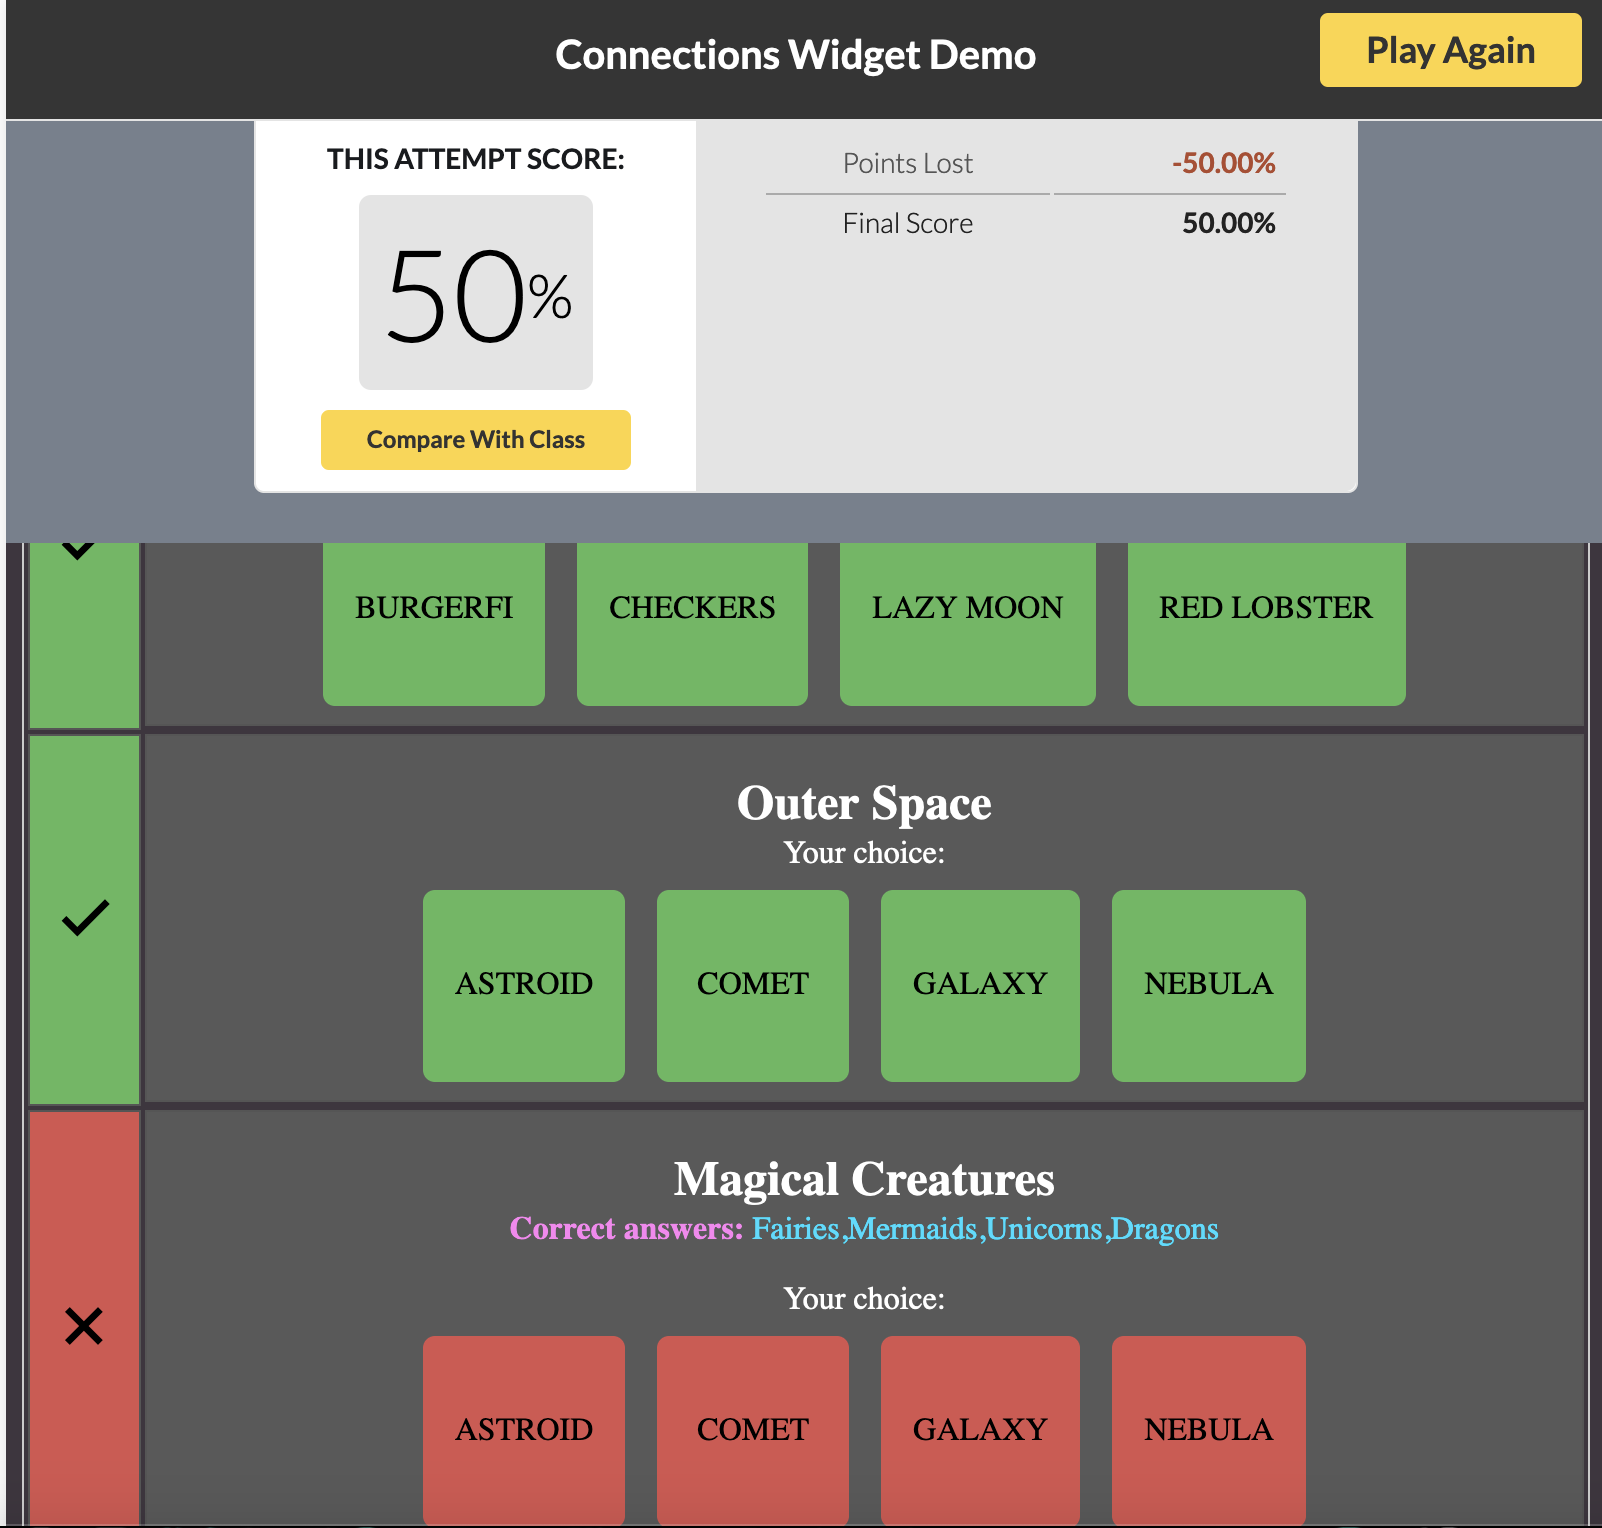 Connections Widget Demo
Play Again
THIS ATTEMPT SCORE:
50%
Compare With Class
Points Lost -50.00%
Final Score 50.00%
BURGERFI CHECKERS LAZY MOON RED LOBSTER
Outer Space
Your choice:
ASTROID COMET GALAXY NEBULA
Magical Creatures
Correct answers: Fairies,Mermaids,Unicorns,Dragons
Your choice:
ASTROID COMET GALAXY NEBULA